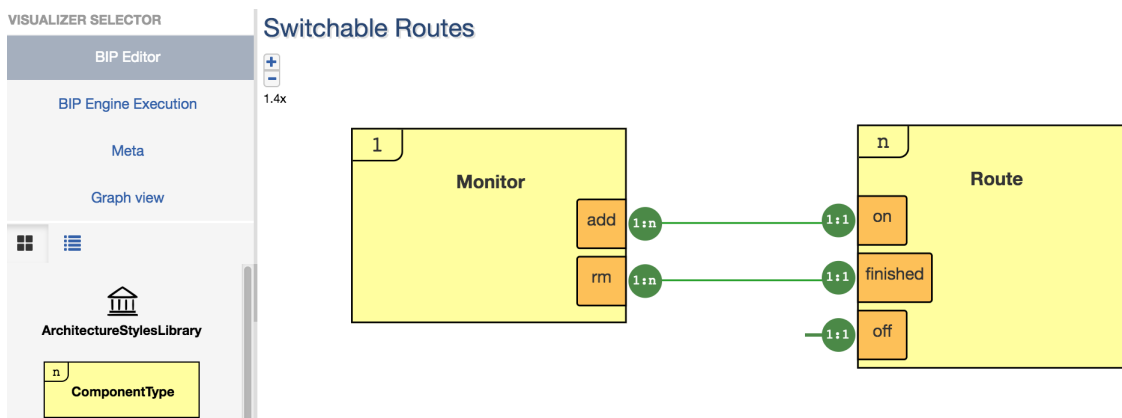 VISUALIZER SELECTOR
BIP Editor
BIP Engine Execution
Meta
Graph view
ArchitectureStylesLibrary
n
ComponentType
Switchable Routes
+
-
1.4x
1
Monitor
add
rm
1:n
1:n
1:1
1:1
1:1
n
Route
on
finished
off